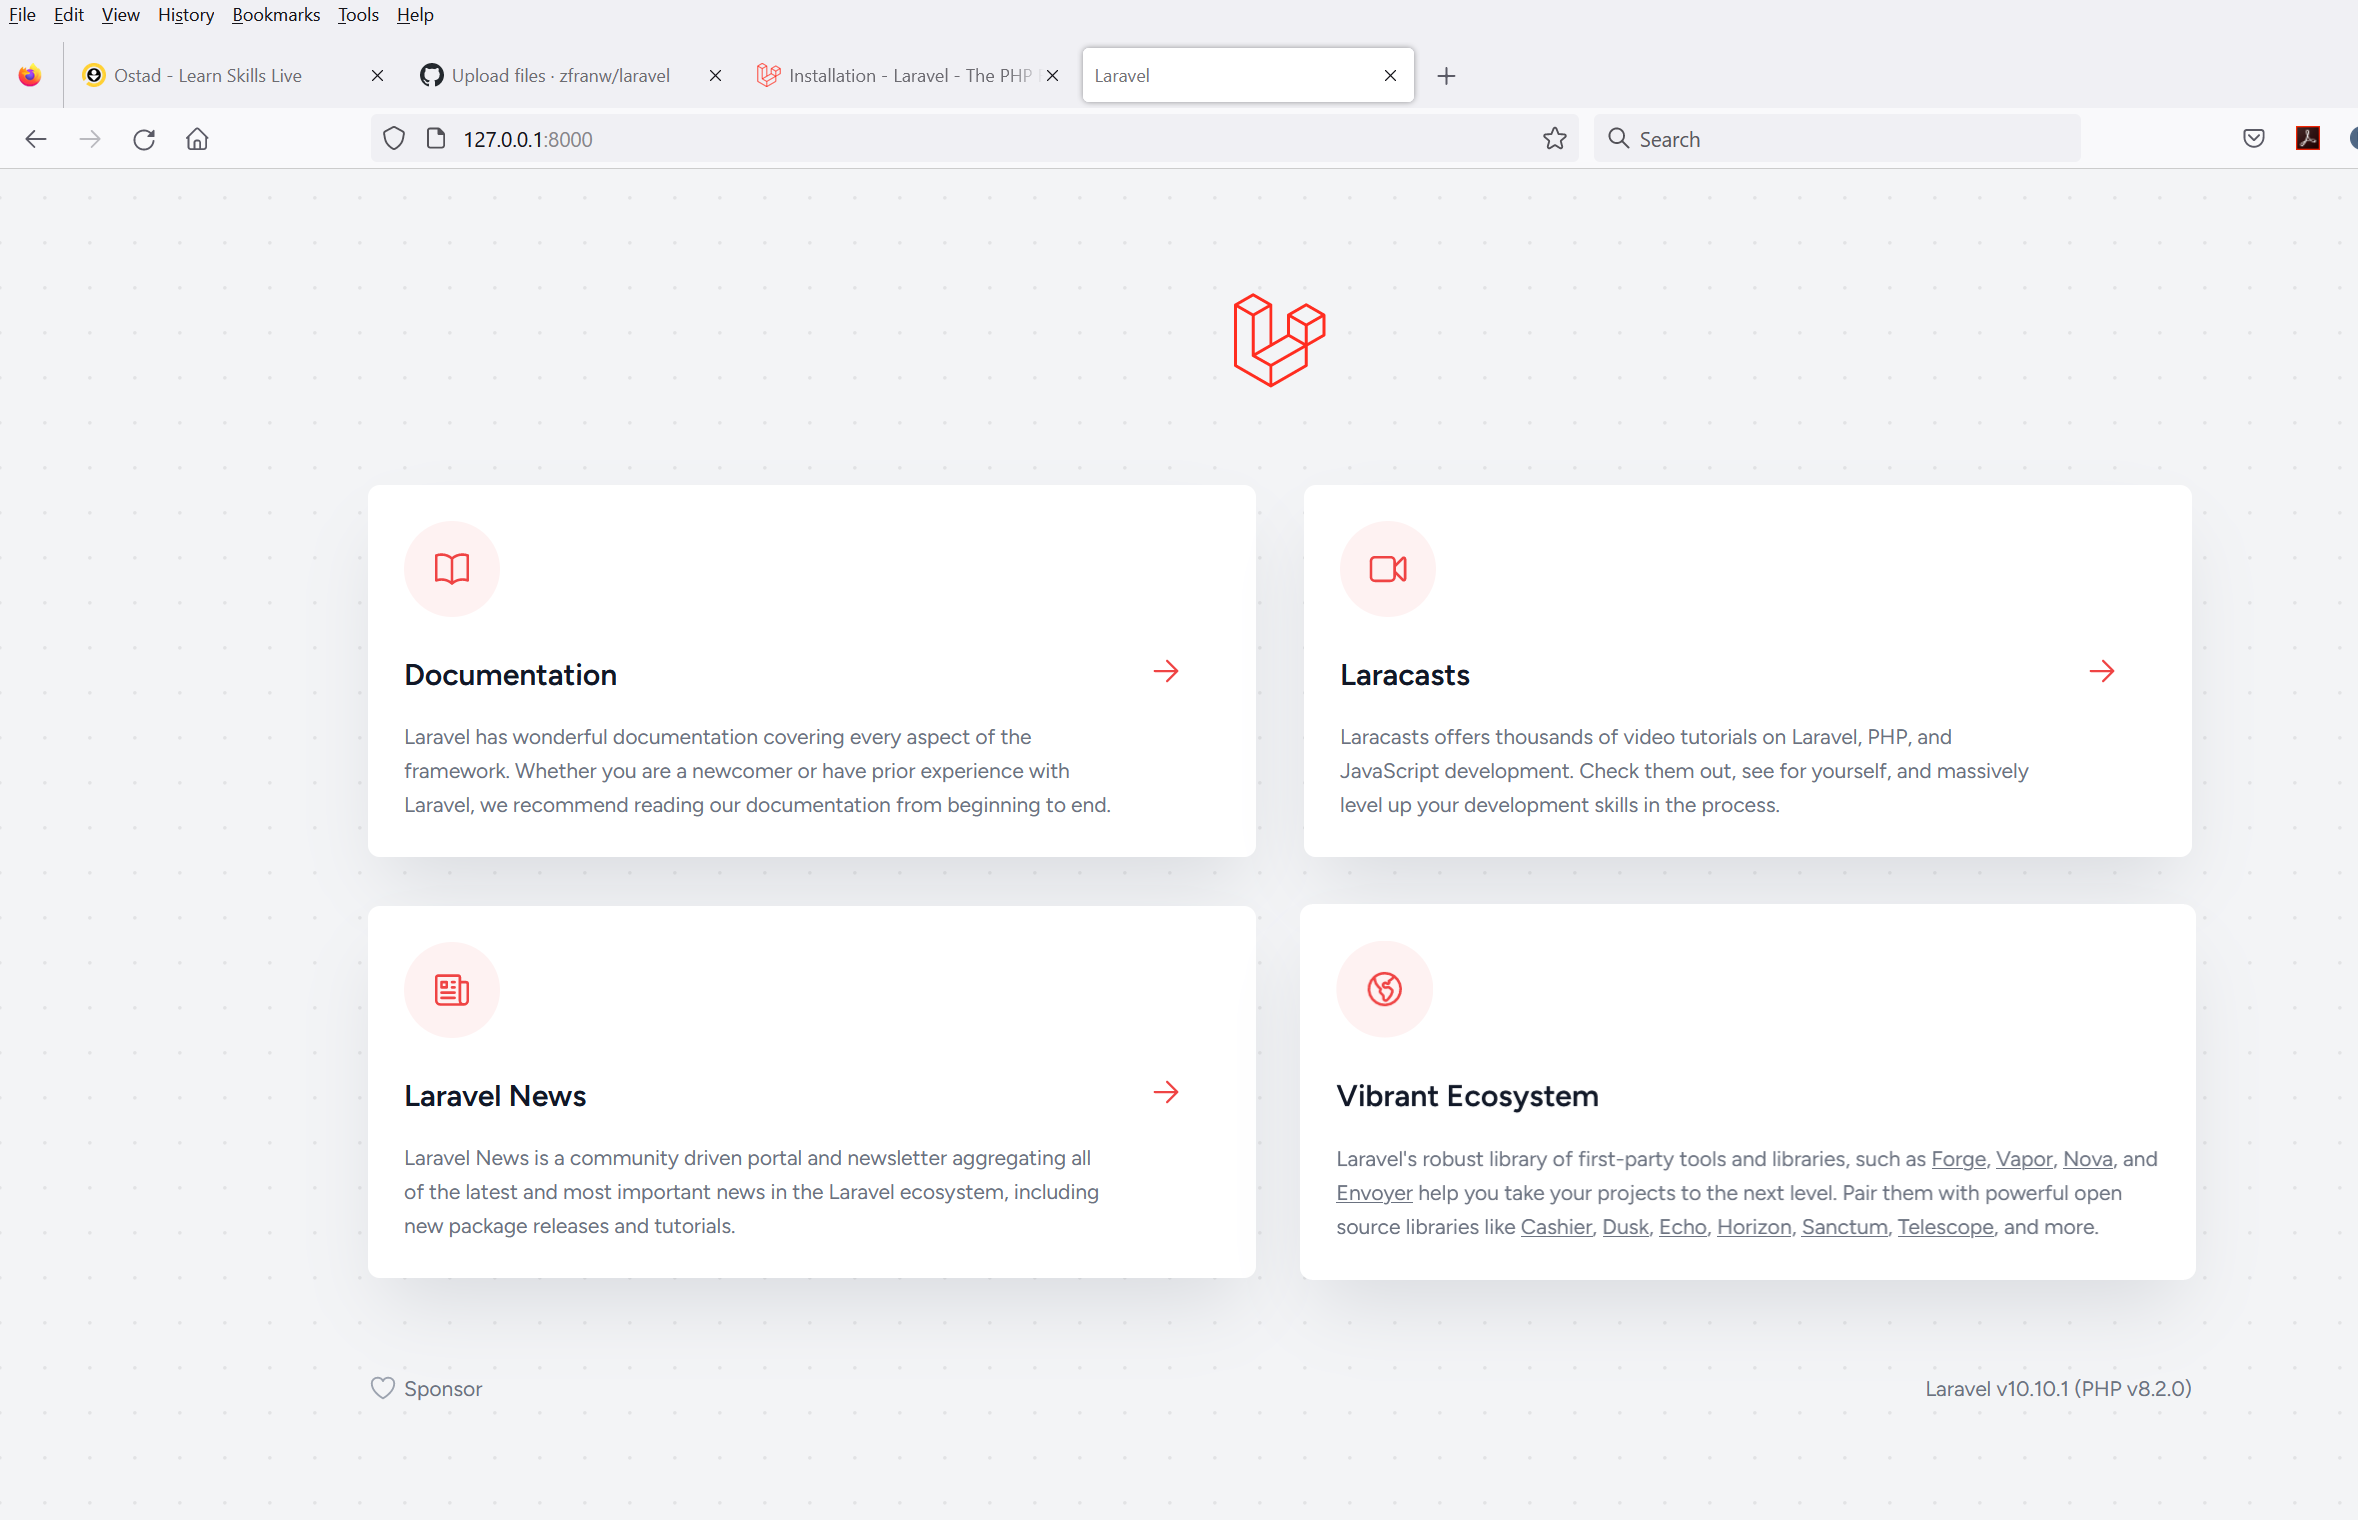 File Edit View History Bookmarks Tools Help
Ostad - Learn Skills Live
Upload files · zfranw/laravel
Installation - Laravel - The PHP
Laravel
127.0.0.1:8000
Search
Documentation
Laravel has wonderful documentation covering every aspect of the
framework. Whether you are a newcomer or have prior experience with
Laravel, we recommend reading our documentation from beginning to end.
Laracasts
Laracasts offers thousands of video tutorials on Laravel, PHP, and
JavaScript development. Check them out, see for yourself, and massively
level up your development skills in the process.
Laravel News
Laravel News is a community driven portal and newsletter aggregating all
of the latest and most important news in the Laravel ecosystem, including
new package releases and tutorials.
Vibrant Ecosystem
Laravel's robust library of first-party tools and libraries, such as Forge, Vapor, Nova, and
Envoyer help you take your projects to the next level. Pair them with powerful open
source libraries like Cashier, Dusk, Echo, Horizon, Sanctum, Telescope, and more.
Sponsor
Laravel v10.10.1 (PHP v8.2.0)